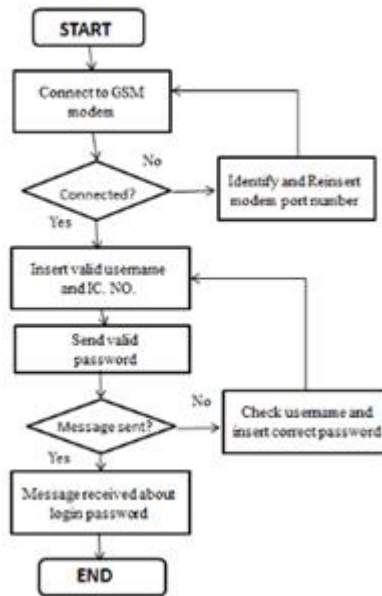 START
Connect to GSM
modem
No
Connected?
Identify and Reinsert
modem port number
Yes
Insert valid username
and IC. NO.
Send valid
password
No
Message sent?
Check username and
insert correct password
Yes
Message received about
login password
END